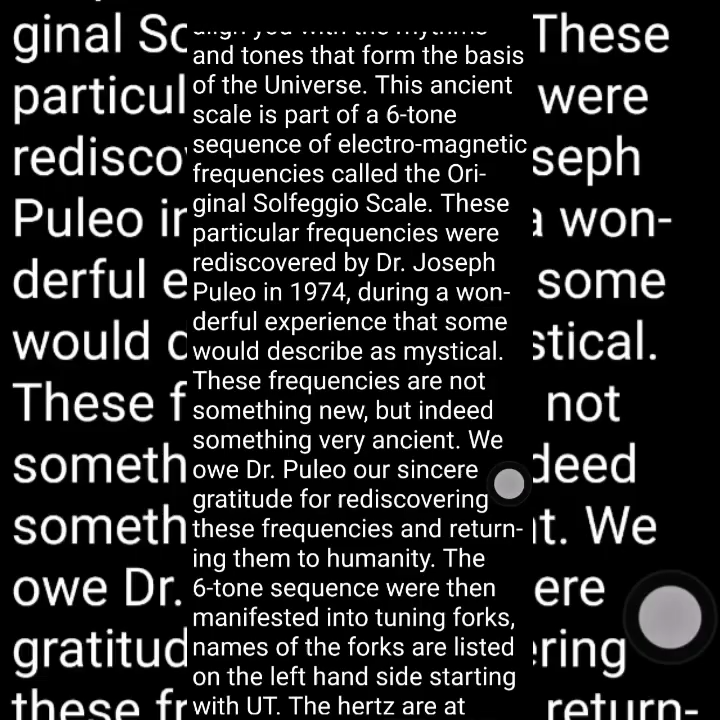 align you with the rhythms
and tones that form the basis
of the Universe. This ancient
scale is part of a 6-tone
sequence of electro-magnetic
frequencies called the Ori-
ginal Solfeggio Scale. These
particular frequencies were
rediscovered by Dr. Joseph
Puleo in 1974, during a won-
derful experience that some
would describe as mystical.
These frequencies are not
something new, but indeed
something very ancient. We
owe Dr. Puleo our sincere
gratitude for rediscovering
these frequencies and return-
ing them to humanity. The
6-tone sequence were then
manifested into tuning forks,
names of the forks are listed
on the left hand side starting
with UT. The hertz are at